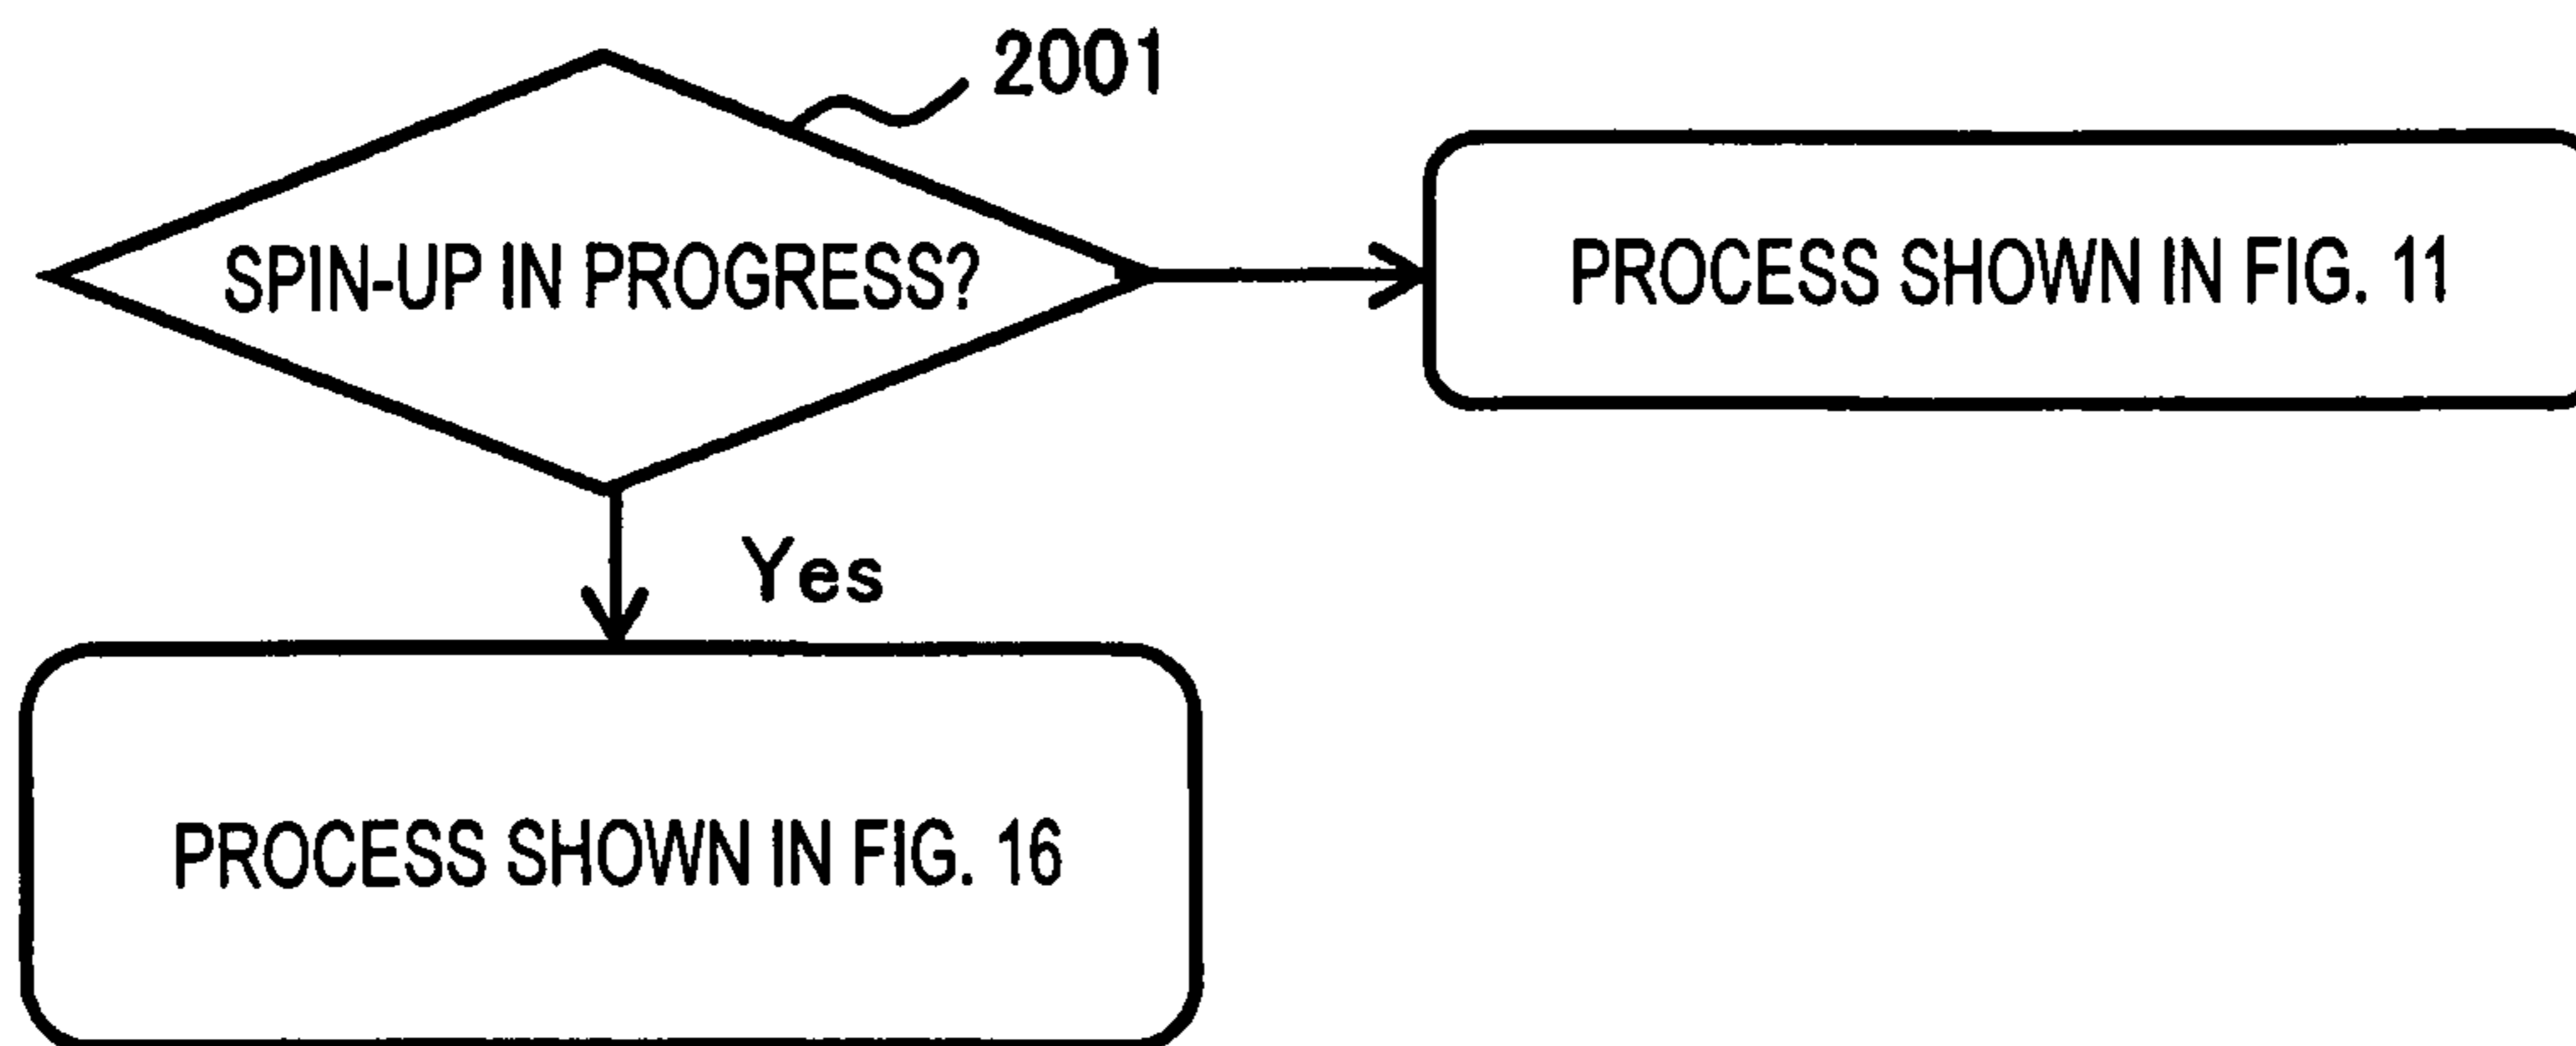 2001
SPIN-UP IN PROGRESS?
PROCESS SHOWN IN FIG. 11
Yes
PROCESS SHOWN IN FIG. 16